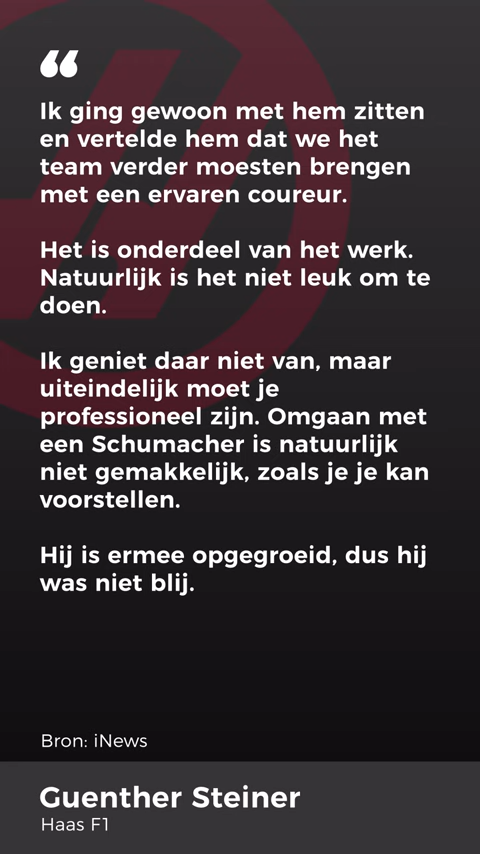 “
Ik ging gewoon met hem zitten
en vertelde hem dat we het
team verder moesten brengen
met een ervaren coureur.
Het is onderdeel van het werk.
Natuurlijk is het niet leuk om te
doen.
Ik geniet daar niet van, maar
uiteindelijk moet je
professioneel zijn. Omgaan met
een Schumacher is natuurlijk
niet gemakkelijk, zoals je je kan
voorstellen.
Hij is ermee opgegroeid, dus hij
was niet blij.
Bron: iNews
Guenther Steiner
Haas F1